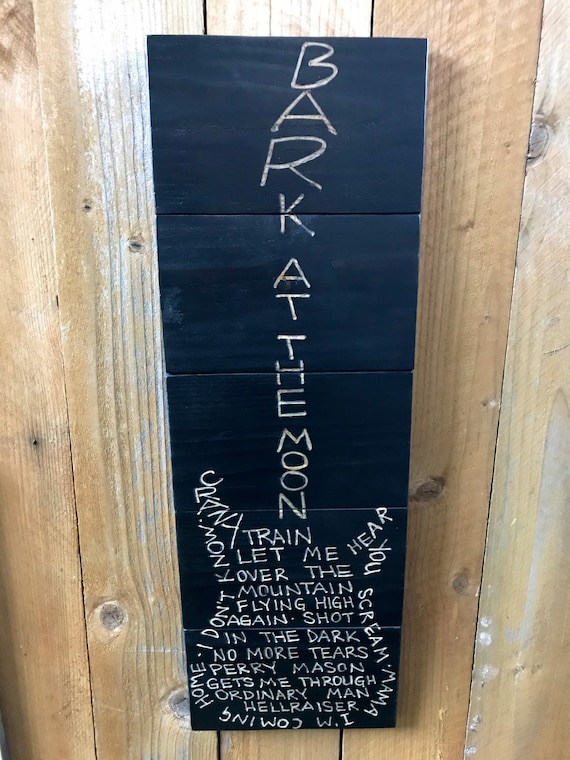 BARK AT THE MOON
CRAZY
TRAIN
LET ME
HEAR YOU SCREAM·MAMA
I'M COMING
HOME·I DON'T KNOW·
OVER THE
MOUNTAIN
FLYING HIGH
AGAIN·SHOT
IN THE DARK
NO MORE TEARS
PERRY MASON
GETS ME THROUGH
ORDINARY MAN
HELLRAISER